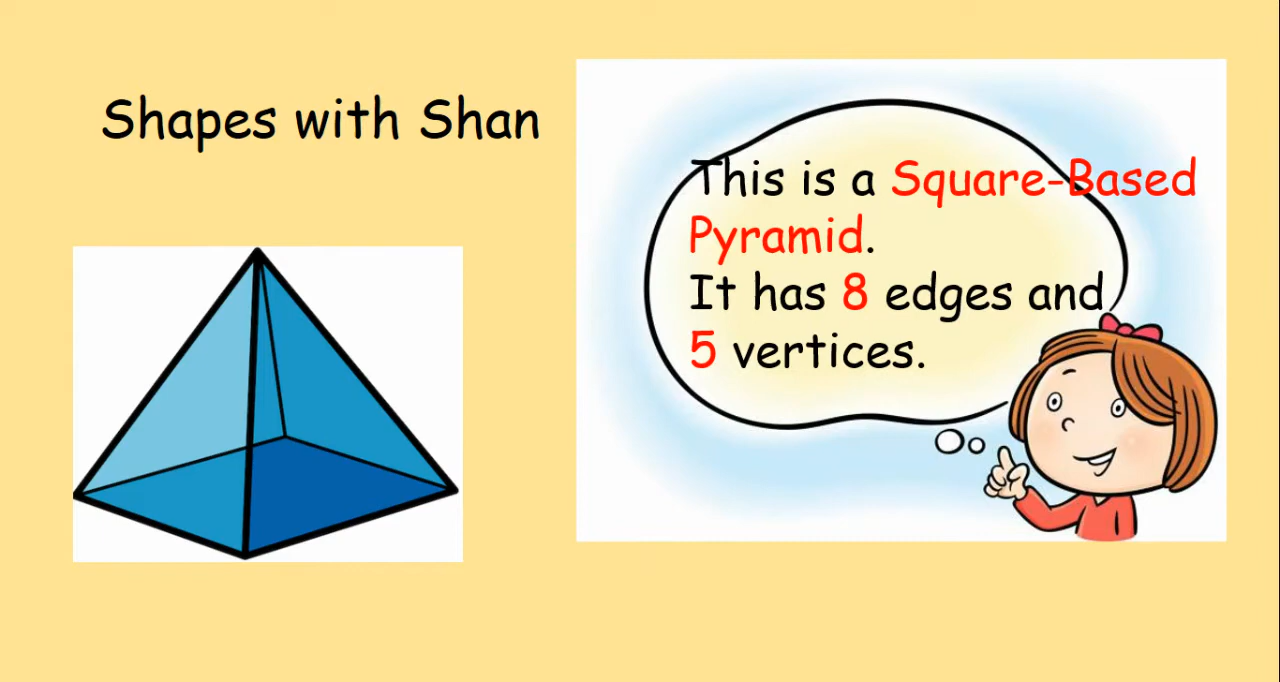 Shapes with Shan
This is a Square-Based
Pyramid.
It has 8 edges and
5 vertices.